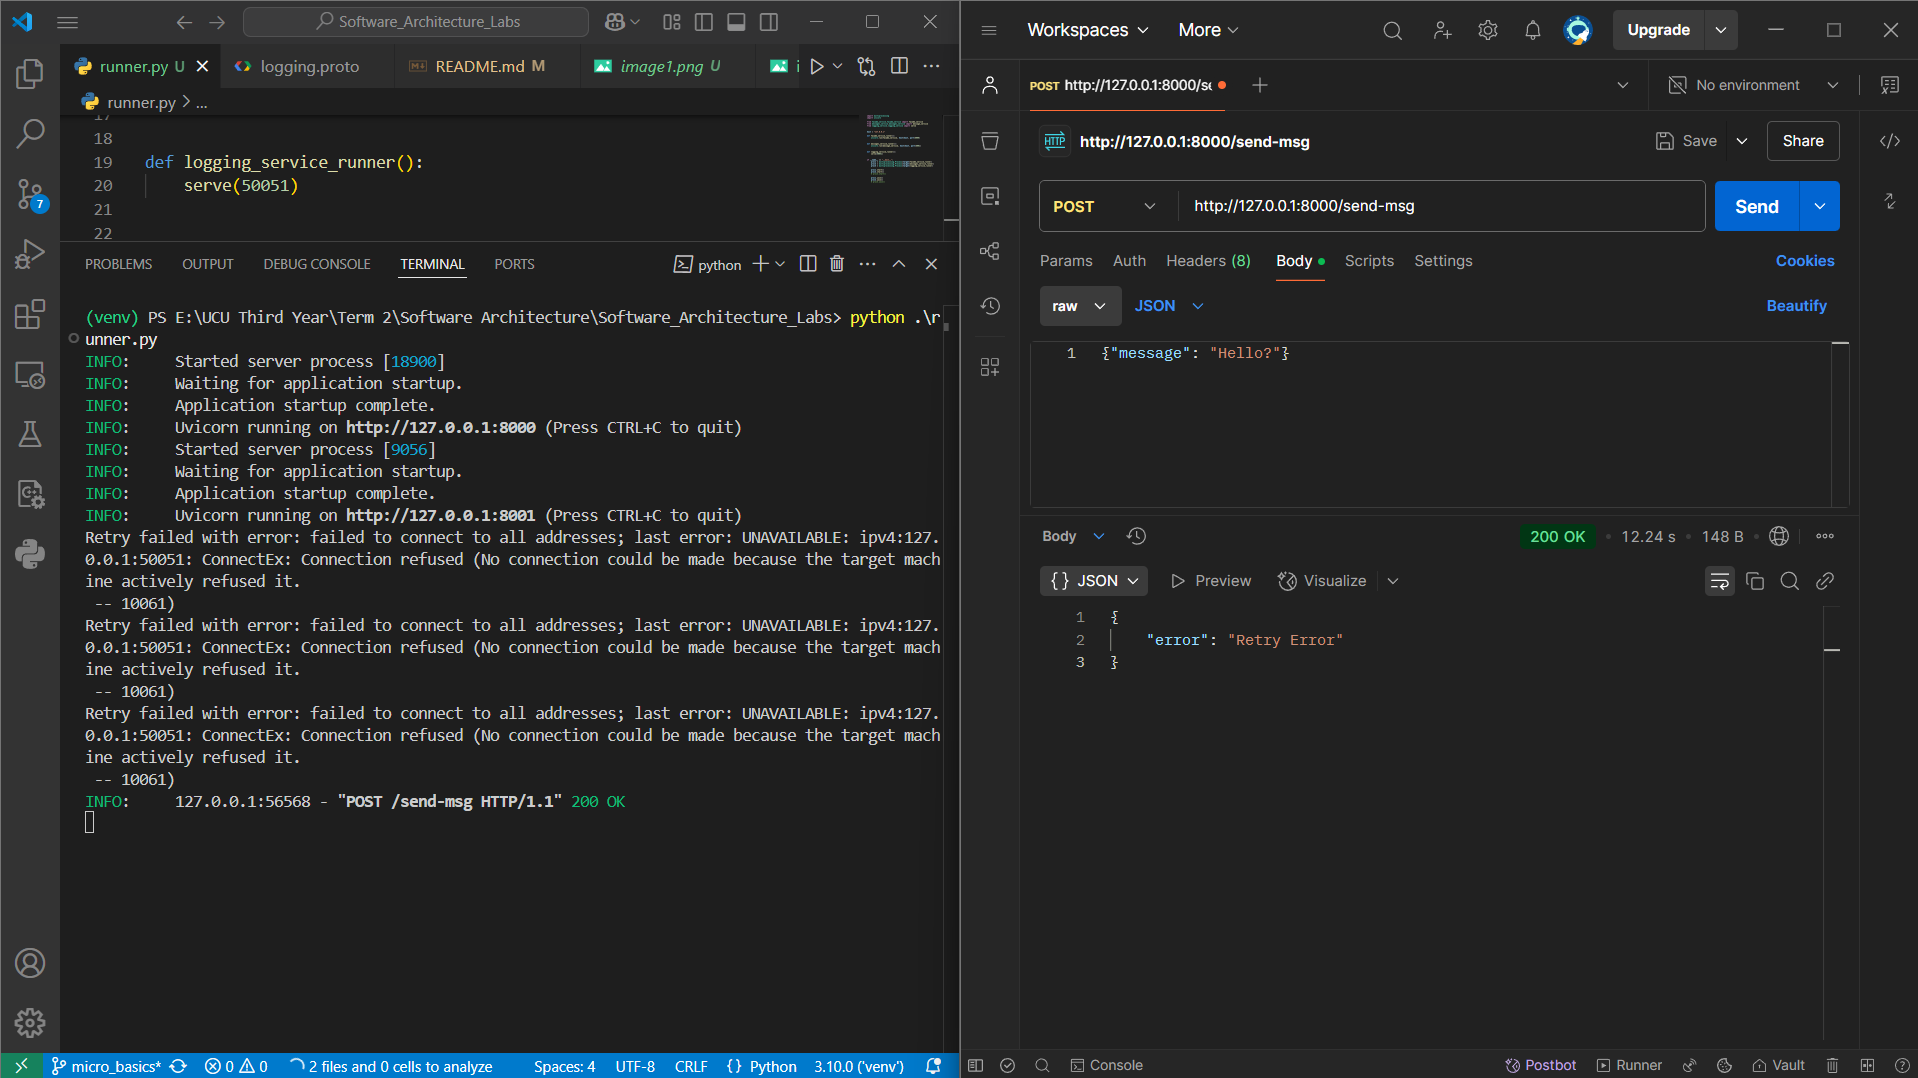 Software_Architecture_Labs
runner.py U
logging.proto
README.md M
image1.png U
i
runner.py > ...
17
18
19 def logging_service_runner():
20 serve(50051)
21
22
PROBLEMS OUTPUT DEBUG CONSOLE TERMINAL PORTS
python
(venv) PS E:\UCU Third Year\Term 2\Software Architecture\Software_Architecture_Labs> python .\r
unner.py
INFO: Started server process [18900]
INFO: Waiting for application startup.
INFO: Application startup complete.
INFO: Uvicorn running on http://127.0.0.1:8000 (Press CTRL+C to quit)
INFO: Started server process [9056]
INFO: Waiting for application startup.
INFO: Application startup complete.
INFO: Uvicorn running on http://127.0.0.1:8001 (Press CTRL+C to quit)
Retry failed with error: failed to connect to all addresses; last error: UNAVAILABLE: ipv4:127.
0.0.1:50051: ConnectEx: Connection refused (No connection could be made because the target mach
ine actively refused it.
-- 10061)
Retry failed with error: failed to connect to all addresses; last error: UNAVAILABLE: ipv4:127.
0.0.1:50051: ConnectEx: Connection refused (No connection could be made because the target mach
ine actively refused it.
-- 10061)
Retry failed with error: failed to connect to all addresses; last error: UNAVAILABLE: ipv4:127.
0.0.1:50051: ConnectEx: Connection refused (No connection could be made because the target mach
ine actively refused it.
-- 10061)
INFO: 127.0.0.1:56568 - "POST /send-msg HTTP/1.1" 200 OK
7
micro_basics* 0 0 2 files and 0 cells to analyze Spaces: 4 UTF-8 CRLF {} Python 3.10.0 ('venv')
Workspaces More Upgrade
POST http://127.0.0.1:8000/se
No environment
HTTP http://127.0.0.1:8000/send-msg
Save Share
POST http://127.0.0.1:8000/send-msg Send
Params Auth Headers (8) Body Scripts Settings Cookies
raw JSON Beautify
1 {"message": "Hello?"}
Body 200 OK 12.24 s 148 B
{} JSON Preview Visualize
1 {
2 "error": "Retry Error"
3 }
Console Postbot Runner Vault